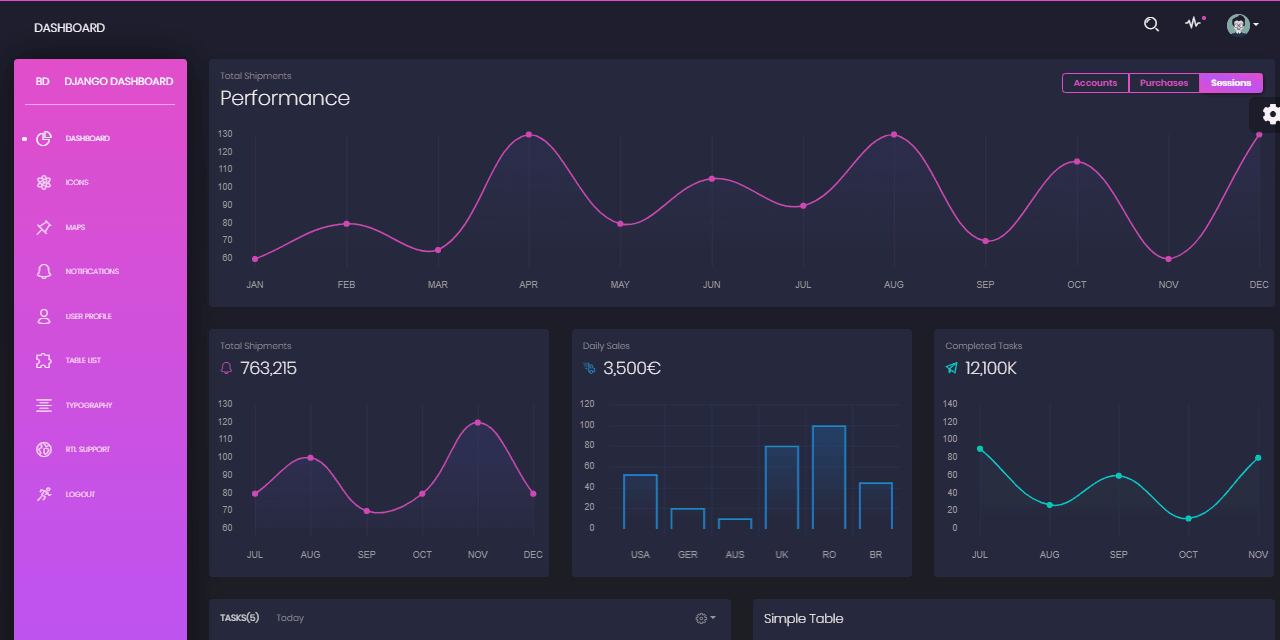 DASHBOARD
BD DJANGO DASHBOARD
DASHBOARD
ICONS
MAPS
NOTIFICATIONS
USER PROFILE
TABLE LIST
TYPOGRAPHY
RTL SUPPORT
LOGOUT
Total Shipments
Performance
Accounts Purchases Sessions
130
120
110
100
90
80
70
60
JAN FEB MAR APR MAY JUN JUL AUG SEP OCT NOV DEC
Total Shipments
763,215
130
120
110
100
90
80
70
60
JUL AUG SEP OCT NOV DEC
Daily Sales
3,500€
120
100
80
60
40
20
0
USA GER AUS UK RO BR
Completed Tasks
12,100K
140
120
100
80
60
40
20
0
JUL AUG SEP OCT NOV
TASKS(5) Today
Simple Table